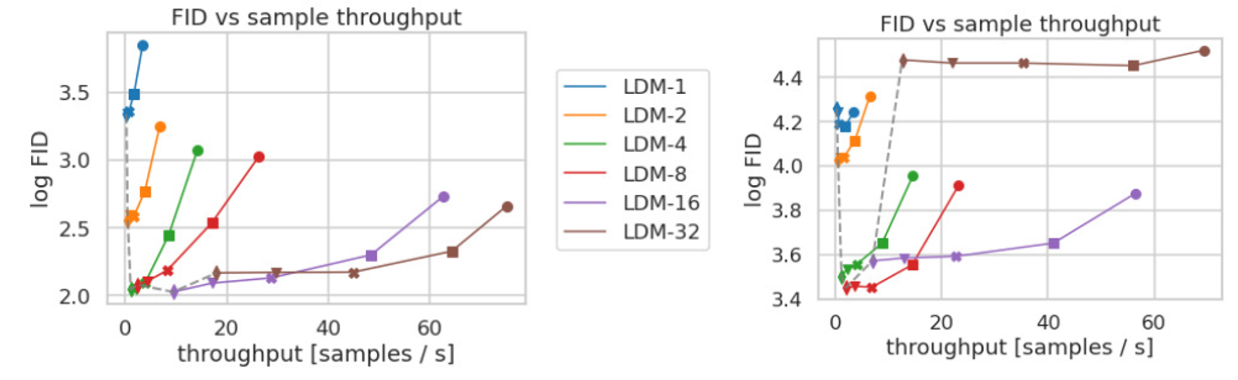 FID vs sample throughput
log FID
3.5
3.0
2.5
2.0
0 20 40 60
throughput [samples / s]
LDM-1
LDM-2
LDM-4
LDM-8
LDM-16
LDM-32
FID vs sample throughput
log FID
4.4
4.2
4.0
3.8
3.6
3.4
0 20 40 60
throughput [samples / s]